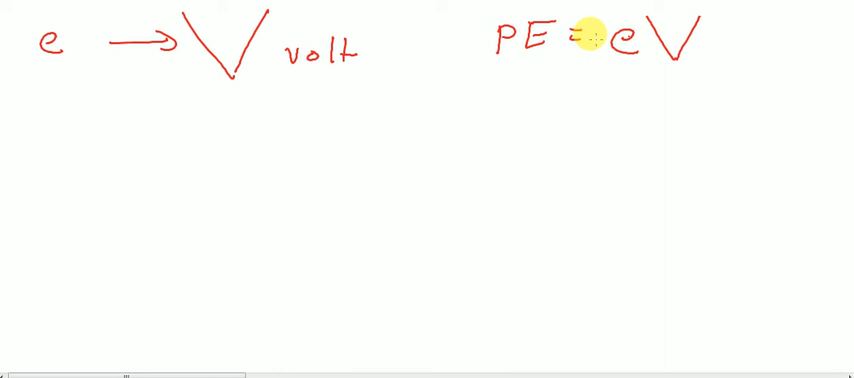 e → V volt PE = eV